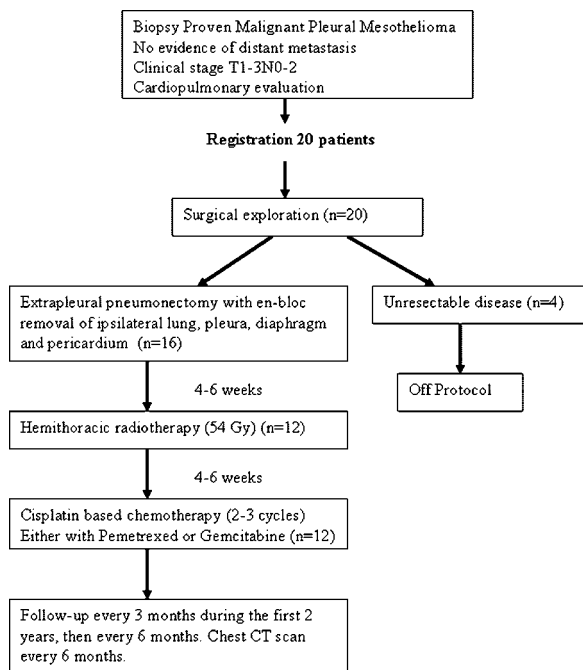 Biopsy Proven Malignant Pleural Mesothelioma
No evidence of distant metastasis
Clinical stage T1-3N0-2
Cardiopulmonary evaluation
Registration 20 patients
Surgical exploration (n=20)
Extrapleural pneumonectomy with en-bloc
removal of ipsilateral lung, pleura, diaphragm
and pericardium (n=16)
Unresectable disease (n=4)
4-6 weeks
Off Protocol
Hemithoracic radiotherapy (54 Gy) (n=12)
4-6 weeks
Cisplatin based chemotherapy (2-3 cycles)
Either with Pemetrexed or Gemcitabine (n=12)
Follow-up every 3 months during the first 2
years, then every 6 months. Chest CT scan
every 6 months.